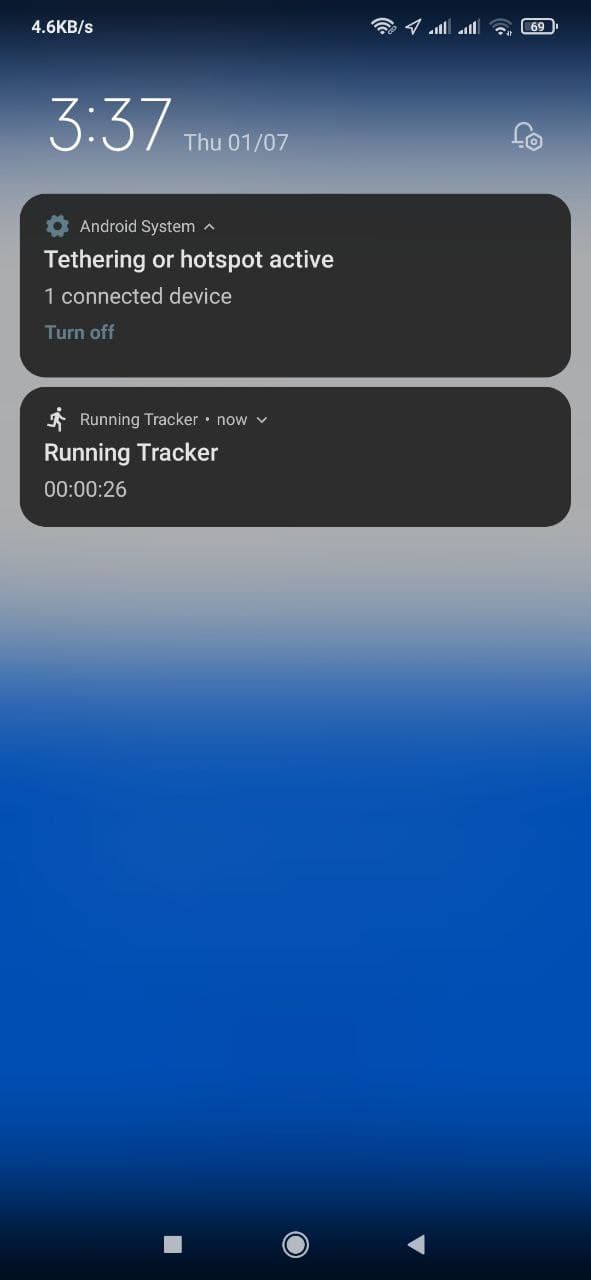 4.6KB/s
69
3:37 Thu 01/07
Android System
Tethering or hotspot active
1 connected device
Turn off
Running Tracker • now
Running Tracker
00:00:26